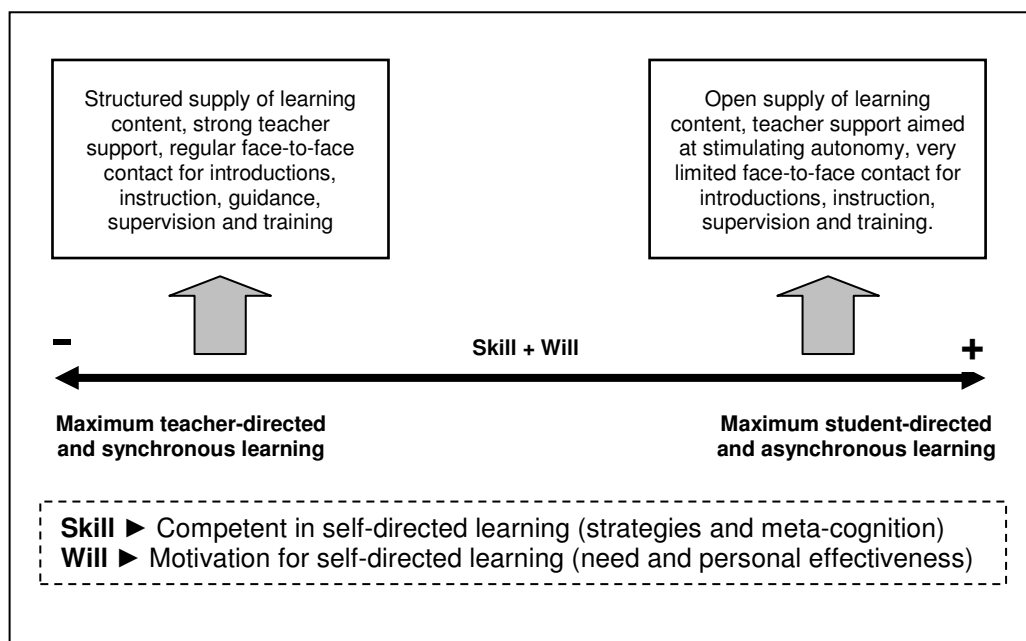 Structured supply of learning
content, strong teacher
support, regular face-to-face
contact for introductions,
instruction, guidance,
supervision and training
Open supply of learning
content, teacher support aimed
at stimulating autonomy, very
limited face-to-face contact for
introductions, instruction,
supervision and training.
-
Skill + Will
+
Maximum teacher-directed
and synchronous learning
Maximum student-directed
and asynchronous learning
Skill ► Competent in self-directed learning (strategies and meta-cognition)
Will ► Motivation for self-directed learning (need and personal effectiveness)